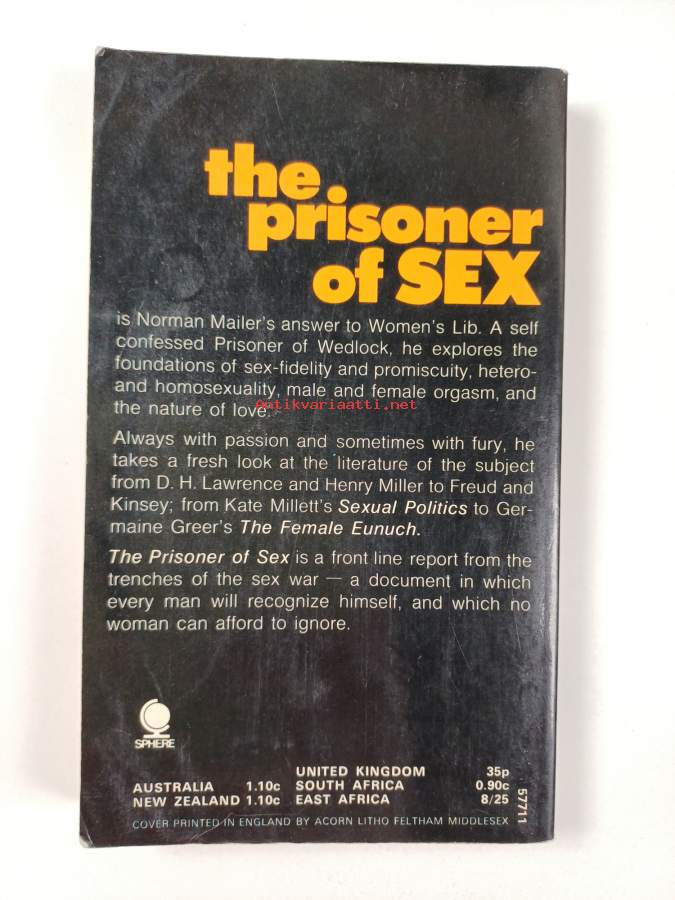 the
prisoner
of SEX
is Norman Mailer's answer to Women's Lib. A self
confessed Prisoner of Wedlock, he explores the
foundations of sex-fidelity and promiscuity, hetero-
and homosexuality, male and female orgasm, and
the nature of love.
Antikvariaatti.net
Always with passion and sometimes with fury, he
takes a fresh look at the literature of the subject
from D. H. Lawrence and Henry Miller to Freud and
Kinsey; from Kate Millett's Sexual Politics to Ger-
maine Greer's The Female Eunuch.
The Prisoner of Sex is a front line report from the
trenches of the sex war — a document in which
every man will recognize himself, and which no
woman can afford to ignore.
SPHERE
UNITED KINGDOM 35p
AUSTRALIA 1.10c SOUTH AFRICA 0.90c
NEW ZEALAND 1.10c EAST AFRICA 8/25
COVER PRINTED IN ENGLAND BY ACORN LITHO FELTHAM MIDDLESEX
57711